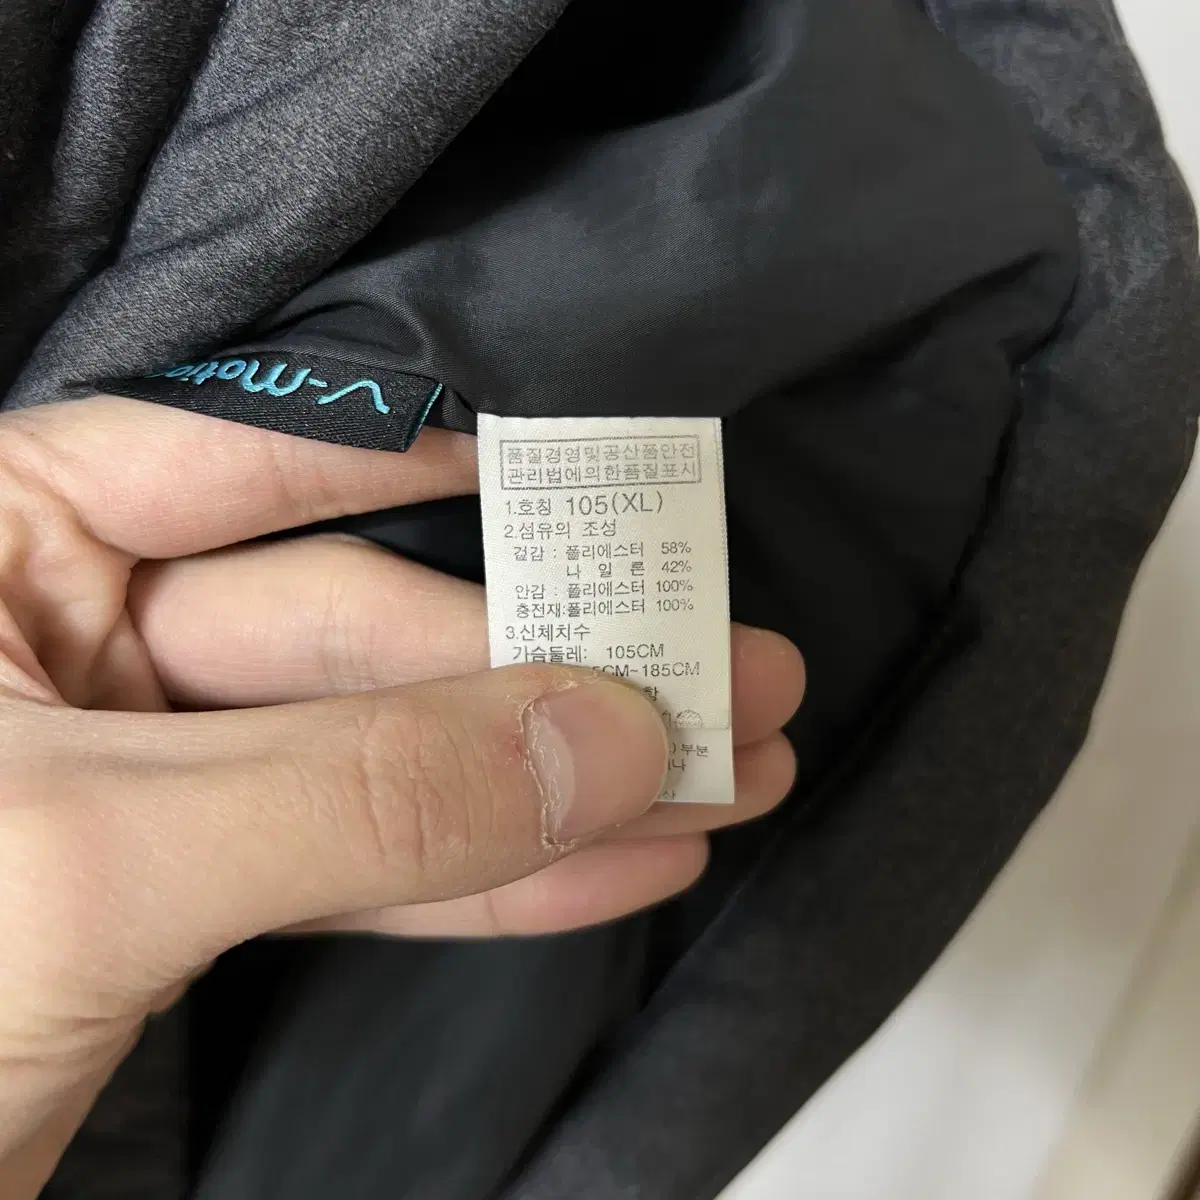 V-Motion
품질경영및공산품안전
관리법에의한품질표시
1.호칭 105(XL)
2.섬유의 조성
겉감 : 폴리에스터 58%
나 일 론 42%
안감 : 폴리에스터 100%
충전재:폴리에스터 100%
3.신체치수
가슴둘레: 105CM
5CM~185CM
함
) 부분